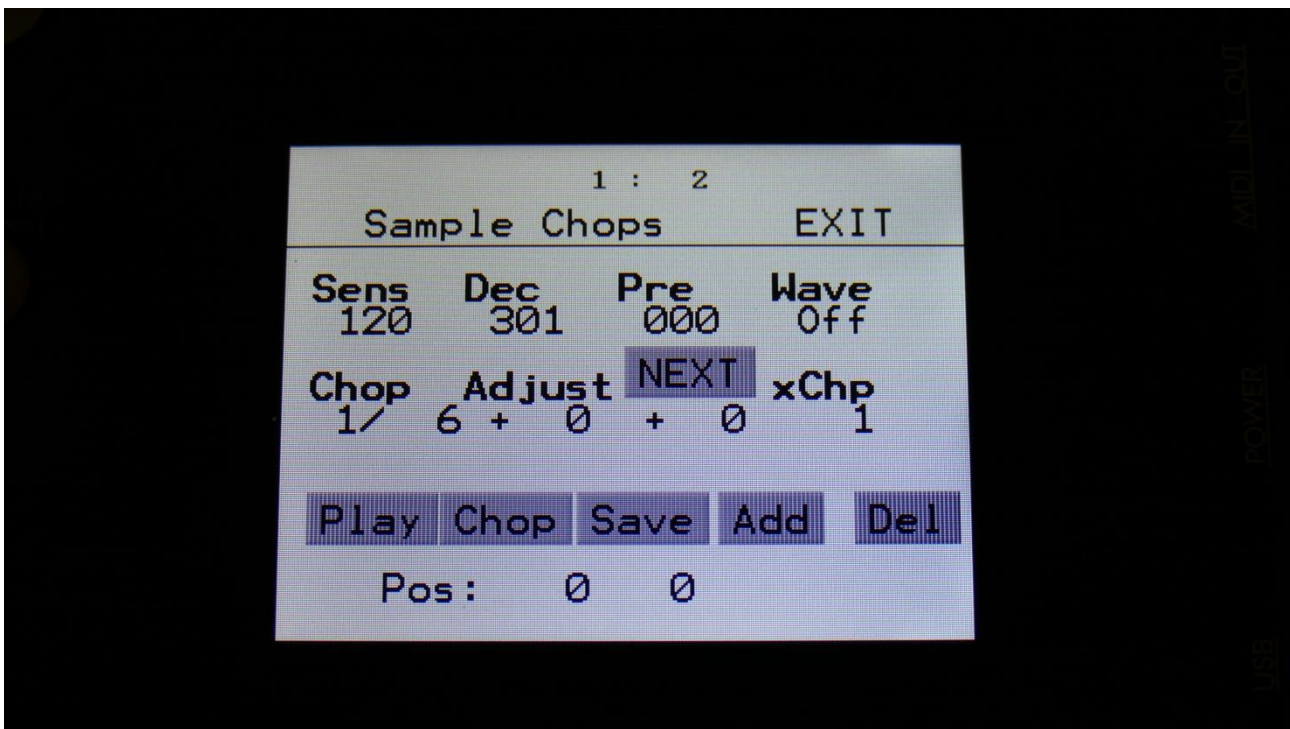 1 : 2
Sample Chops EXIT
Sens Dec Pre Wave
120 301 000 Off
Chop Adjust NEXT xChp
1/ 6 + 0 + 0 1
Play Chop Save Add Del
Pos: 0 0
MIDI IN OUT
POWER
USB